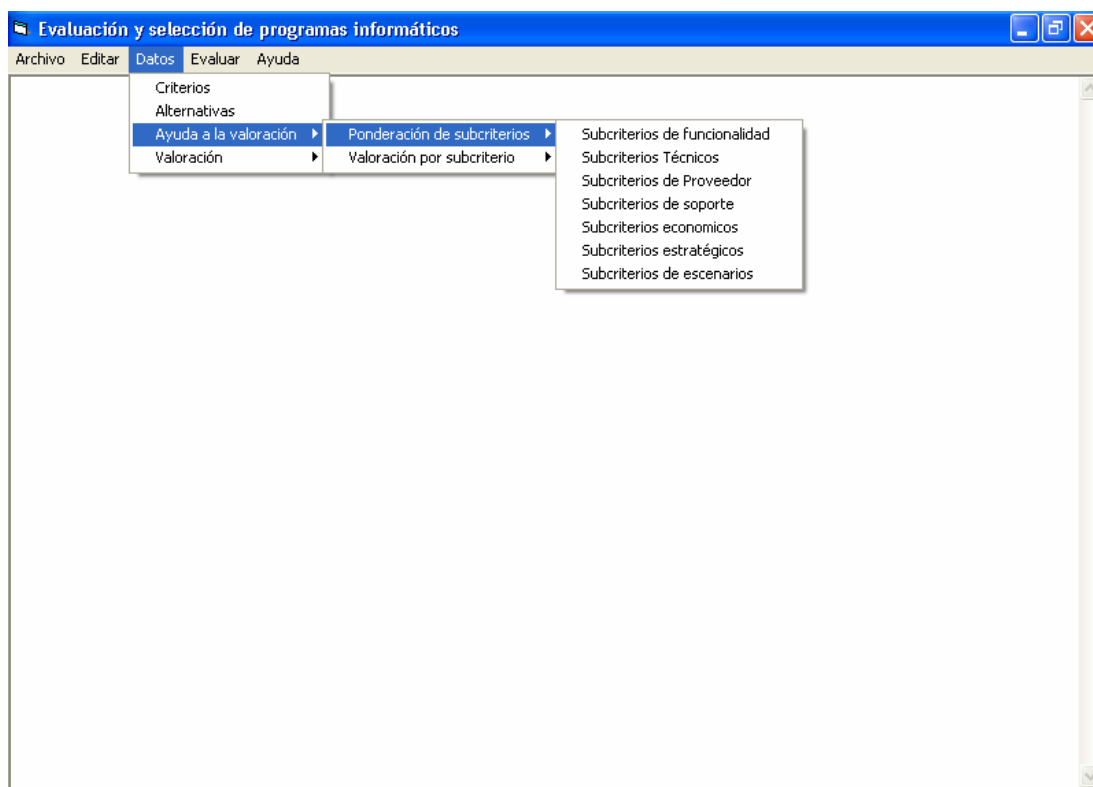 Evaluación y selección de programas informáticos
Archivo Editar Datos Evaluar Ayuda
Criterios
Alternativas
Ayuda a la valoración
Valoración
Ponderación de subcriterios
Valoración por subcriterio
Subcriterios de funcionalidad
Subcriterios Técnicos
Subcriterios de Proveedor
Subcriterios de soporte
Subcriterios economicos
Subcriterios estratégicos
Subcriterios de escenarios